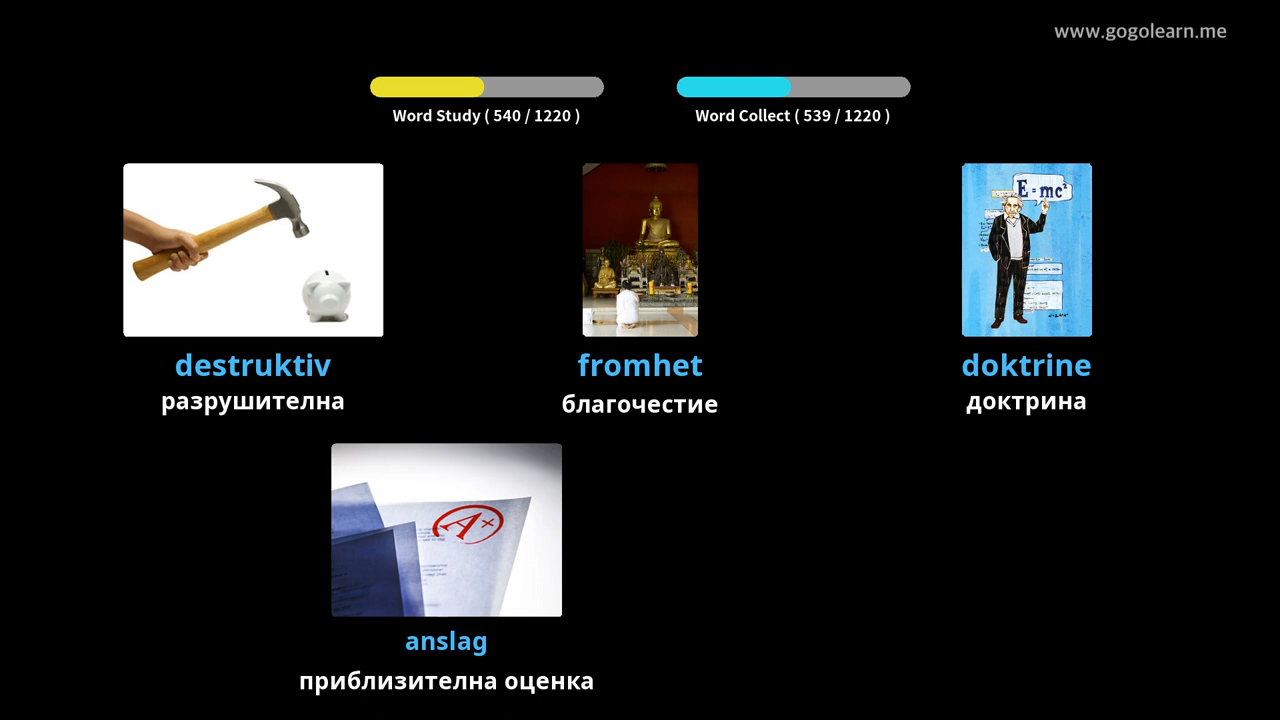 www.gogolearn.me
Word Study ( 540 / 1220 )
Word Collect ( 539 / 1220 )
E=mc²
destruktiv
fromhet
doktrine
разрушителна
благочестие
доктрина
A+
anslag
приблизителна оценка